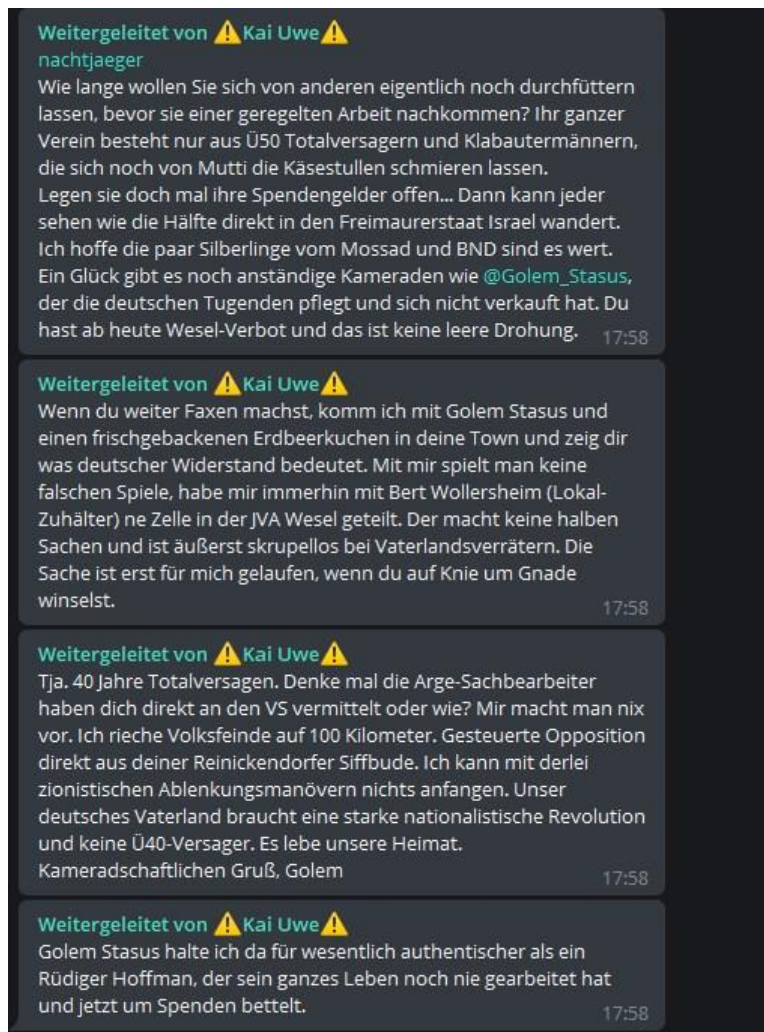 Weitergeleitet von ⚠Kai Uwe⚠
nachtjaeger
Wie lange wollen Sie sich von anderen eigentlich noch durchfüttern
lassen, bevor sie einer geregelten Arbeit nachkommen? Ihr ganzer
Verein besteht nur aus Ü50 Totalversagern und Klabautermännern,
die sich noch von Mutti die Käsestullen schmieren lassen.
Legen sie doch mal ihre Spendengelder offen... Dann kann jeder
sehen wie die Hälfte direkt in den Freimaurerstaat Israel wandert.
Ich hoffe die paar Silberlinge vom Mossad und BND sind es wert.
Ein Glück gibt es noch anständige Kameraden wie @Golem_Stasus,
der die deutschen Tugenden pflegt und sich nicht verkauft hat. Du
hast ab heute Wesel-Verbot und das ist keine leere Drohung. 17:58
Weitergeleitet von ⚠Kai Uwe⚠
Wenn du weiter Faxen machst, komm ich mit Golem Stasus und
einen frischgebackenen Erdbeerkuchen in deine Town und zeig dir
was deutscher Widerstand bedeutet. Mit mir spielt man keine
falschen Spiele, habe mir immerhin mit Bert Wollersheim (Lokal-
Zuhälter) ne Zelle in der JVA Wesel geteilt. Der macht keine halben
Sachen und ist äußerst skrupellos bei Vaterlandsverrätern. Die
Sache ist erst für mich gelaufen, wenn du auf Knie um Gnade
winselst. 17:58
Weitergeleitet von ⚠Kai Uwe⚠
Tja. 40 Jahre Totalversagen. Denke mal die Arge-Sachbearbeiter
haben dich direkt an den VS vermittelt oder wie? Mir macht man nix
vor. Ich rieche Volksfeinde auf 100 Kilometer. Gesteuerte Opposition
direkt aus deiner Reinickendorfer Siffbude. Ich kann mit derlei
zionistischen Ablenkungsmanövern nichts anfangen. Unser
deutsches Vaterland braucht eine starke nationalistische Revolution
und keine Ü40-Versager. Es lebe unsere Heimat.
Kameradschaftlichen Gruß, Golem 17:58
Weitergeleitet von ⚠Kai Uwe⚠
Golem Stasus halte ich da für wesentlich authentischer als ein
Rüdiger Hoffman, der sein ganzes Leben noch nie gearbeitet hat
und jetzt um Spenden bettelt. 17:58